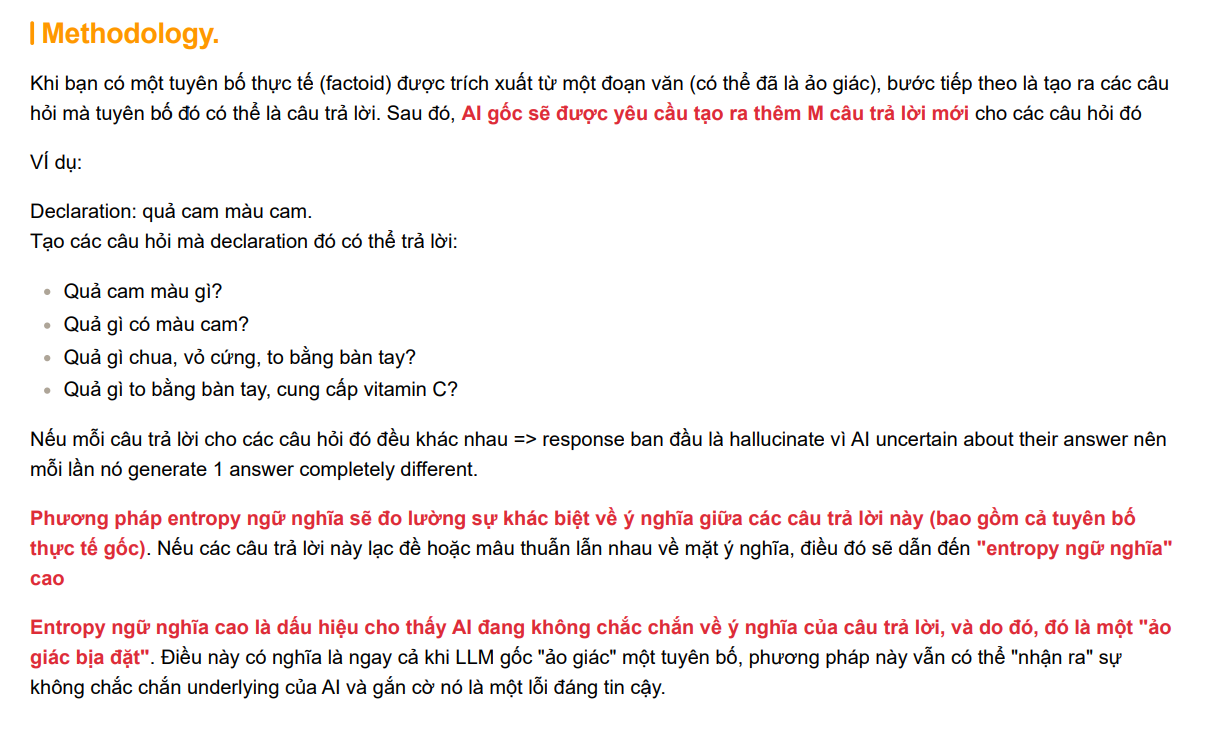 Methodology.
Khi bạn có một tuyên bố thực tế (factoid) được trích xuất từ một đoạn văn (có thể đã là ảo giác), bước tiếp theo là tạo ra các câu
hỏi mà tuyên bố đó có thể là câu trả lời. Sau đó, AI gốc sẽ được yêu cầu tạo ra thêm M câu trả lời mới cho các câu hỏi đó
VÍ dụ:
Declaration: quả cam màu cam.
Tạo các câu hỏi mà declaration đó có thể trả lời:
• Quả cam màu gì?
• Quả gì có màu cam?
• Quả gì chua, vỏ cứng, to bằng bàn tay?
• Quả gì to bằng bàn tay, cung cấp vitamin C?
Nếu mỗi câu trả lời cho các câu hỏi đó đều khác nhau => response ban đầu là hallucinate vì AI uncertain about their answer nên
mỗi lần nó generate 1 answer completely different.
Phương pháp entropy ngữ nghĩa sẽ đo lường sự khác biệt về ý nghĩa giữa các câu trả lời này (bao gồm cả tuyên bố
thực tế gốc). Nếu các câu trả lời này lạc đề hoặc mâu thuẫn lẫn nhau về mặt ý nghĩa, điều đó sẽ dẫn đến "entropy ngữ nghĩa"
cao
Entropy ngữ nghĩa cao là dấu hiệu cho thấy AI đang không chắc chắn về ý nghĩa của câu trả lời, và do đó, đó là một "ảo
giác bịa đặt". Điều này có nghĩa là ngay cả khi LLM gốc "ảo giác" một tuyên bố, phương pháp này vẫn có thể "nhận ra" sự
không chắc chắn underlying của AI và gắn cờ nó là một lỗi đáng tin cậy.